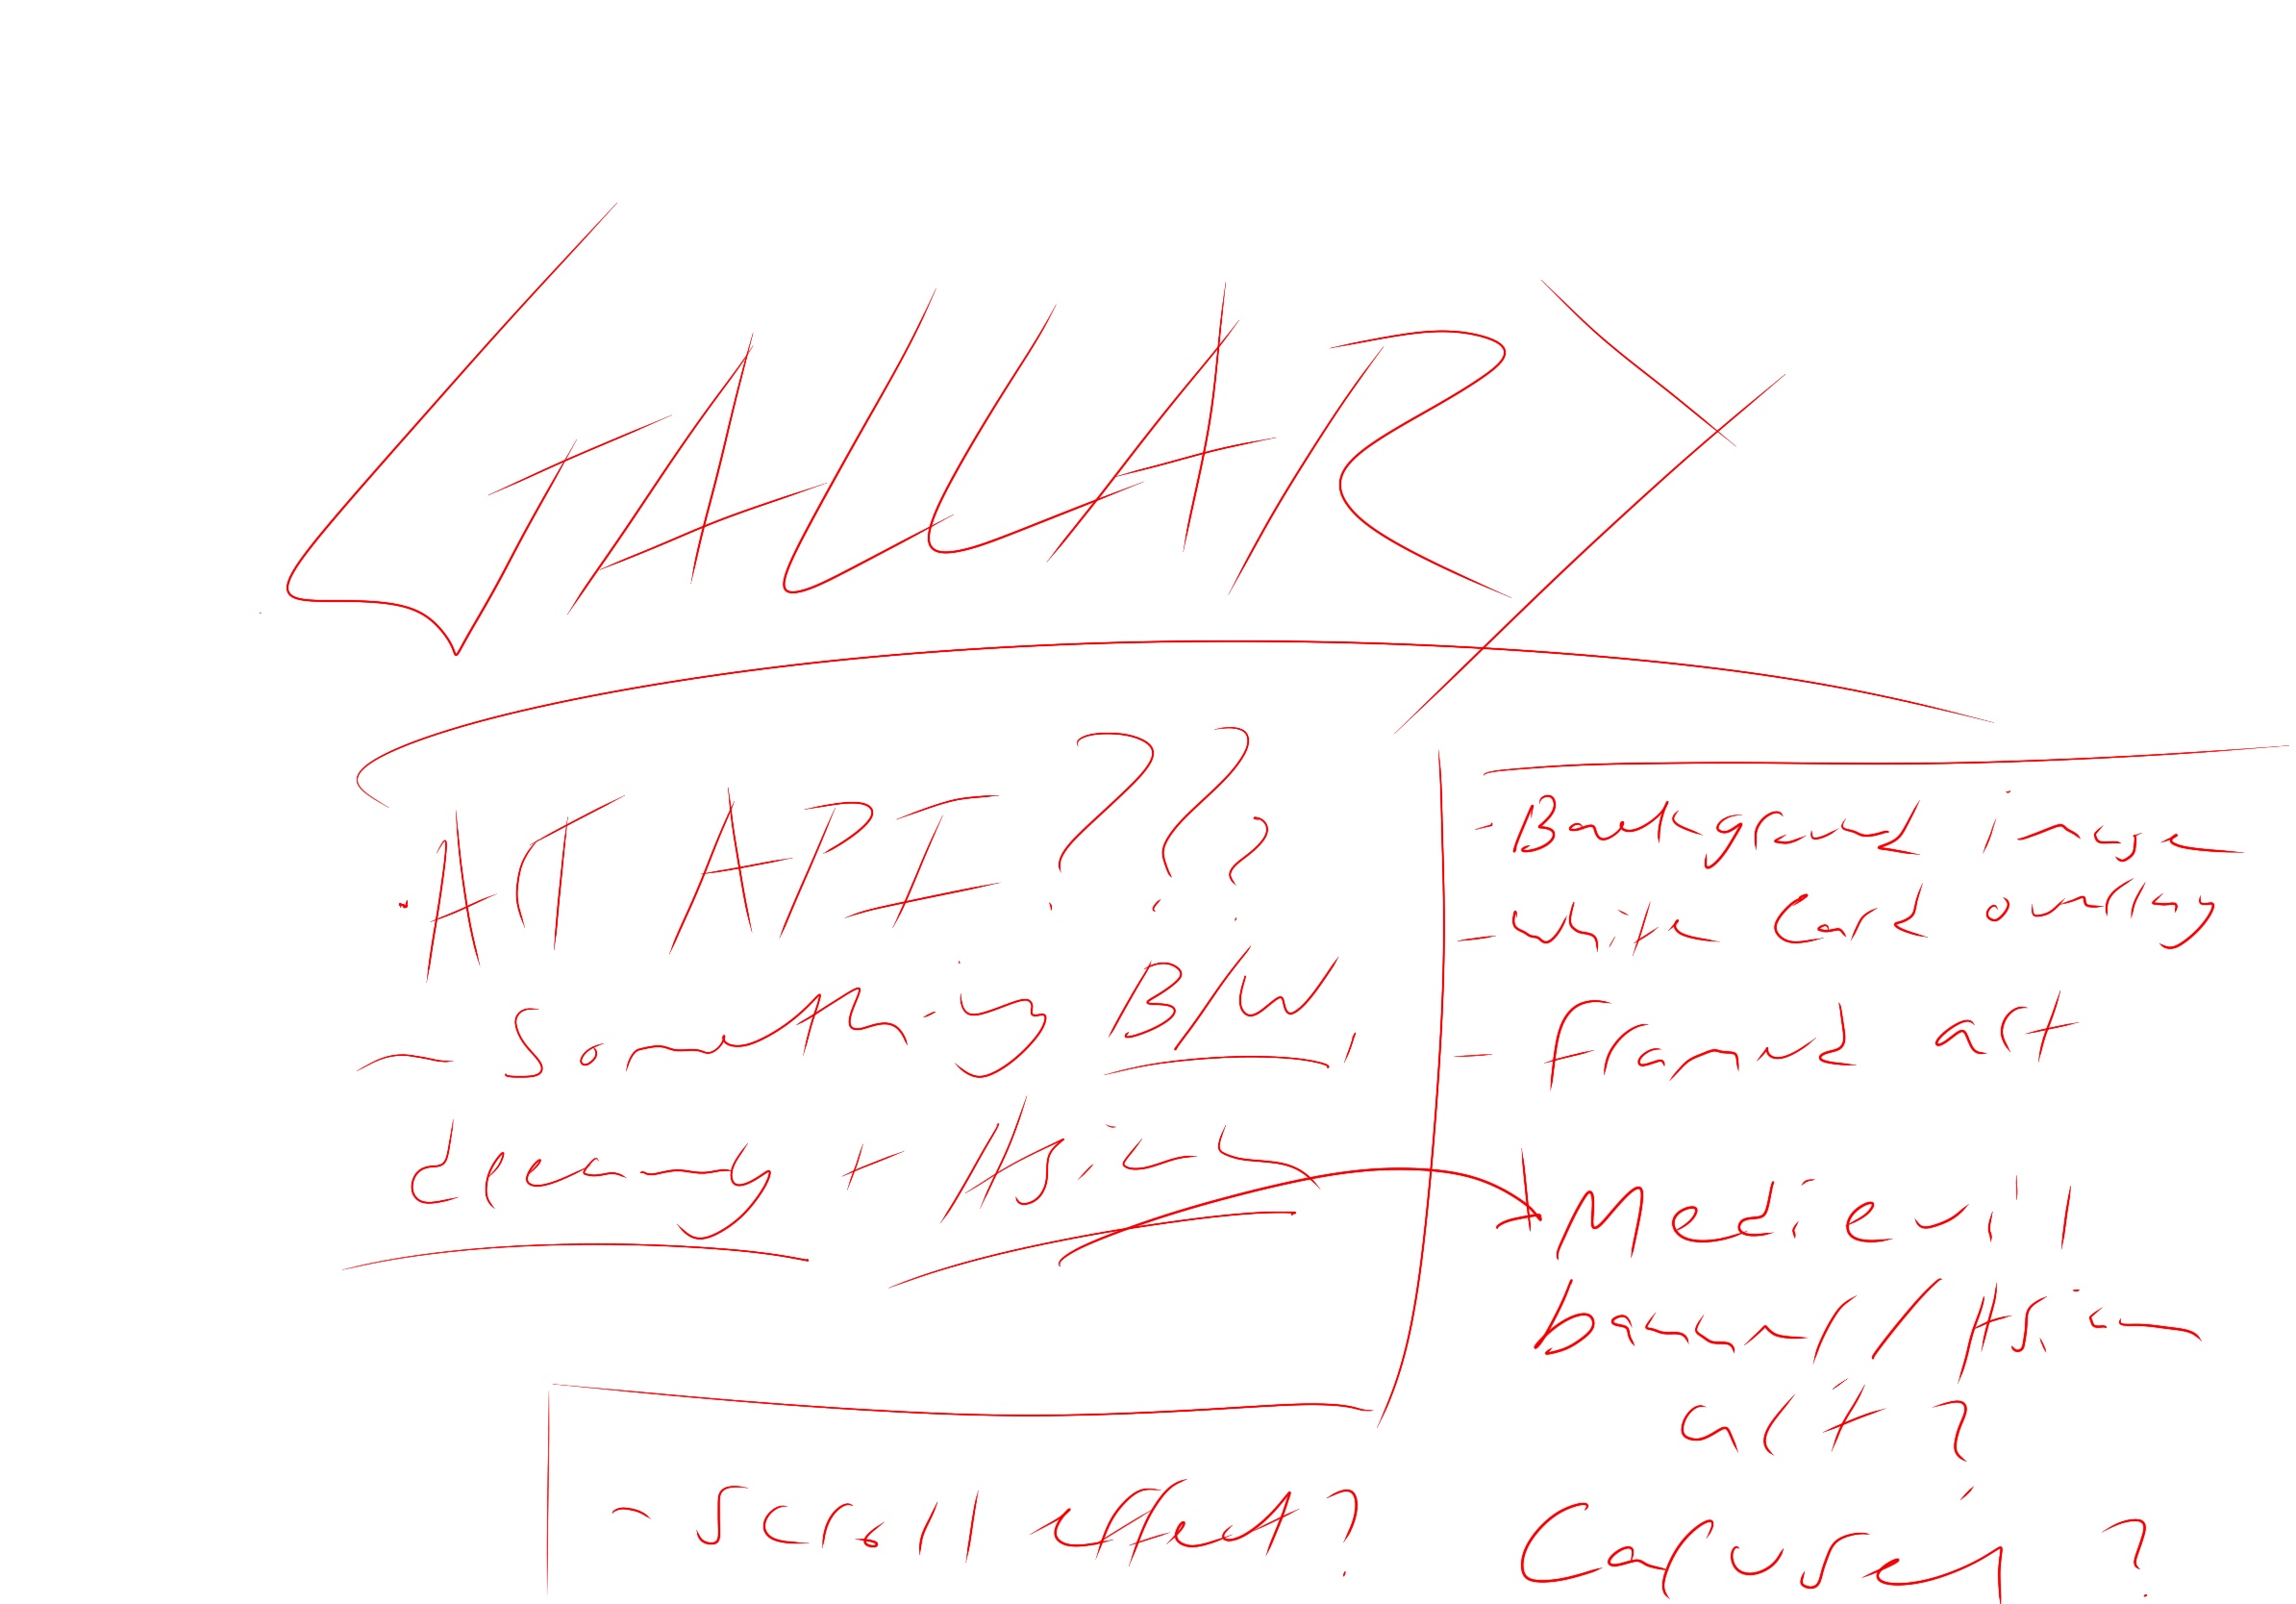 GALLARY
ART API ???
- Something B/W,
dreamy + Asian
- Scroll effect?
- Background image
- white card overlay
- framed art
Medieval
banner/Asian
art?
Carousel?